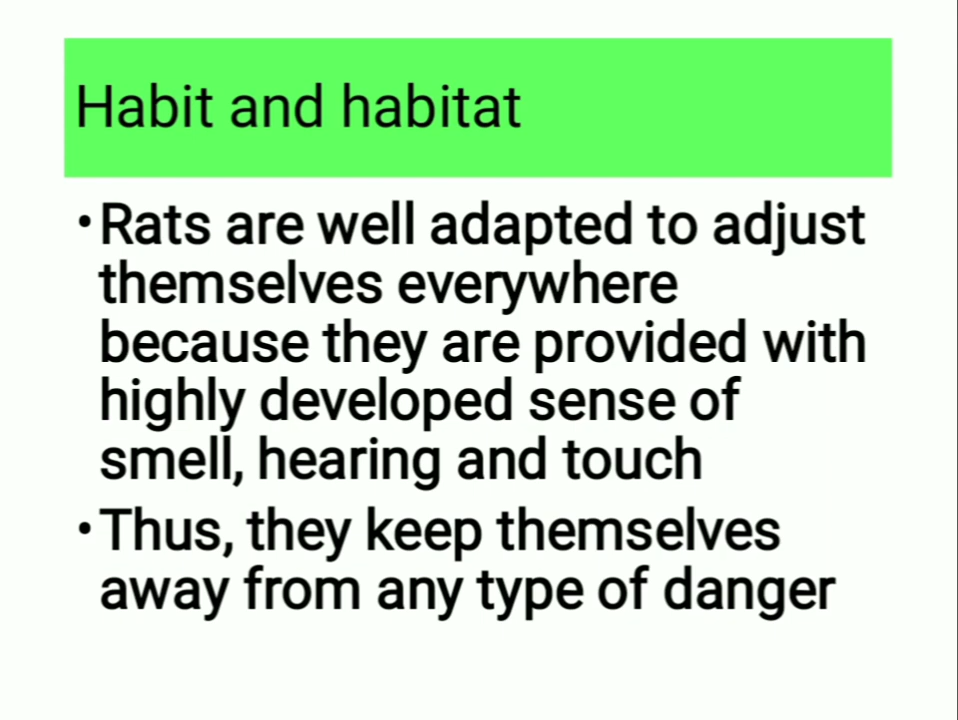 Habit and habitat
•Rats are well adapted to adjust
themselves everywhere
because they are provided with
highly developed sense of
smell, hearing and touch
•Thus, they keep themselves
away from any type of danger